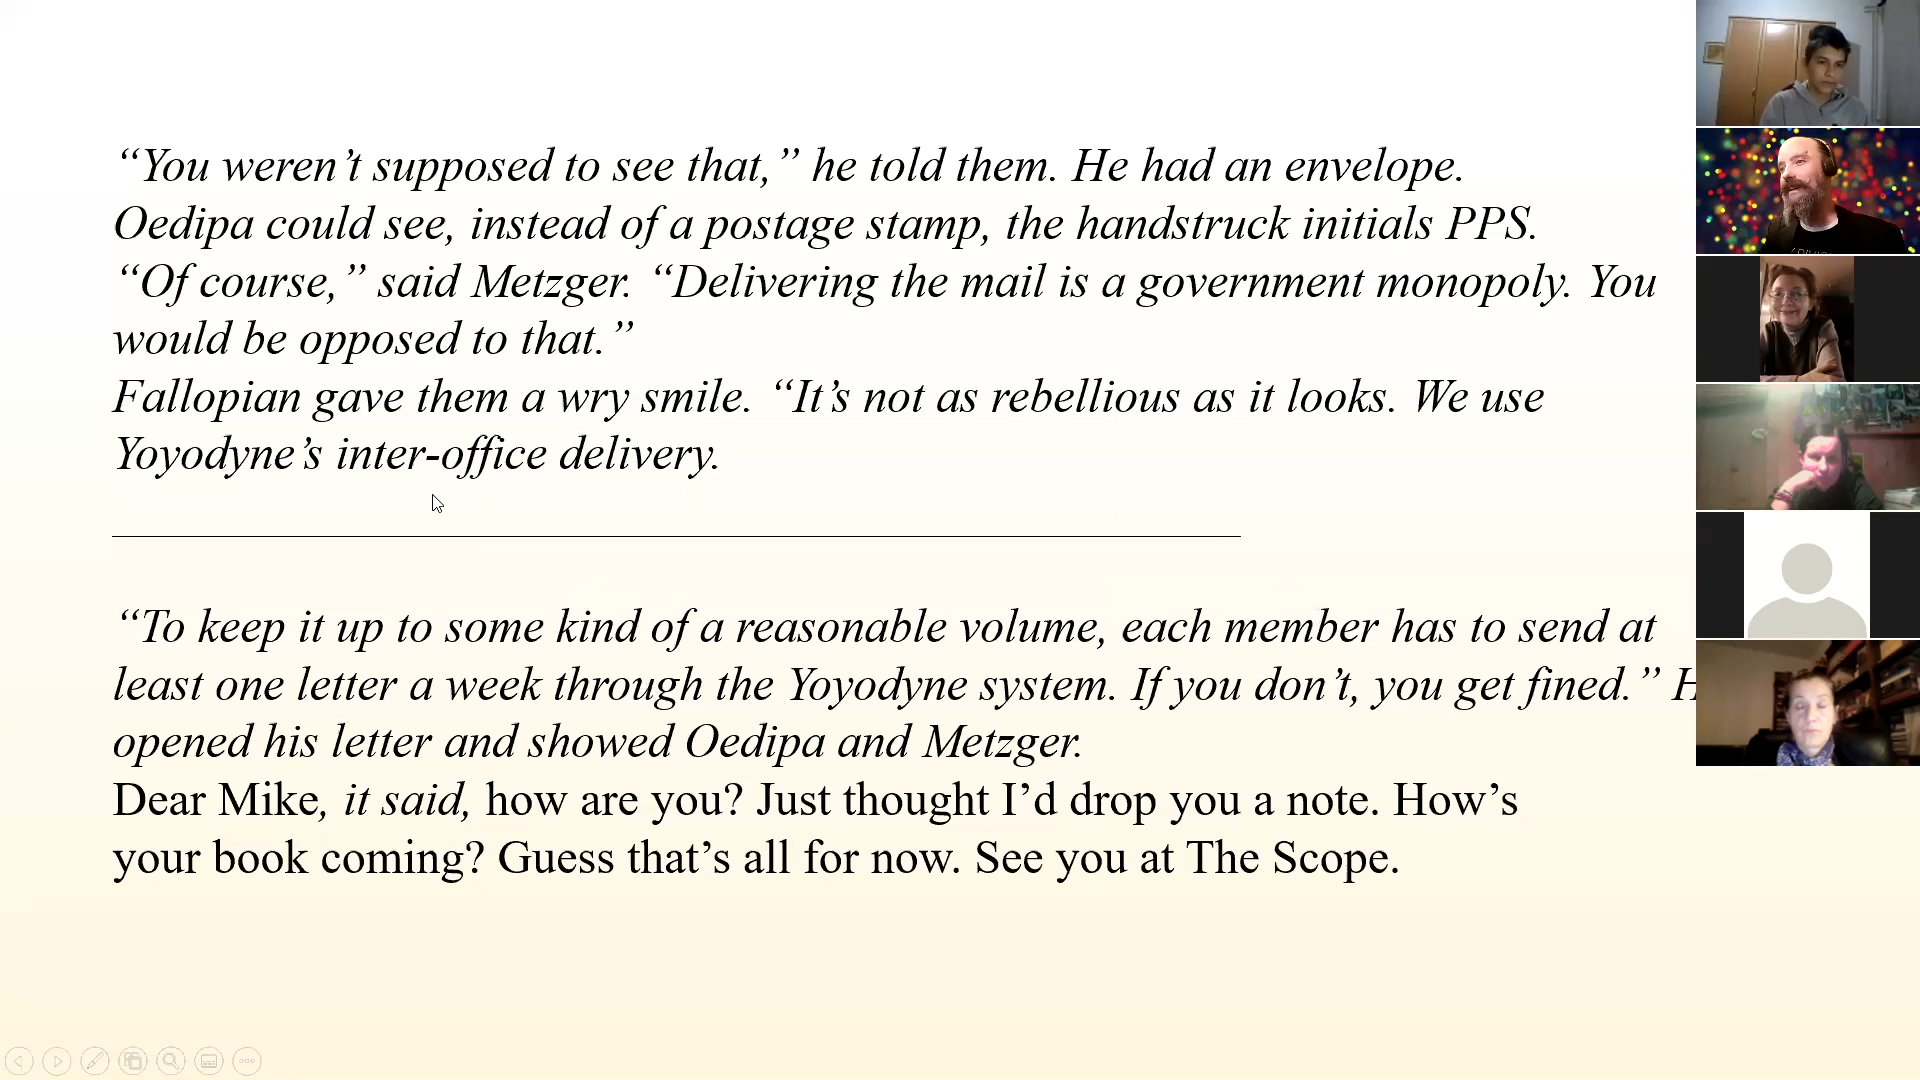 “You weren’t supposed to see that,” he told them. He had an envelope.
Oedipa could see, instead of a postage stamp, the handstruck initials PPS.
“Of course,” said Metzger. “Delivering the mail is a government monopoly. You
would be opposed to that.”
Fallopian gave them a wry smile. “It’s not as rebellious as it looks. We use
Yoyodyne’s inter-office delivery.
“To keep it up to some kind of a reasonable volume, each member has to send at
least one letter a week through the Yoyodyne system. If you don’t, you get fined.”
opened his letter and showed Oedipa and Metzger.
Dear Mike, it said, how are you? Just thought I’d drop you a note. How’s
your book coming? Guess that’s all for now. See you at The Scope.